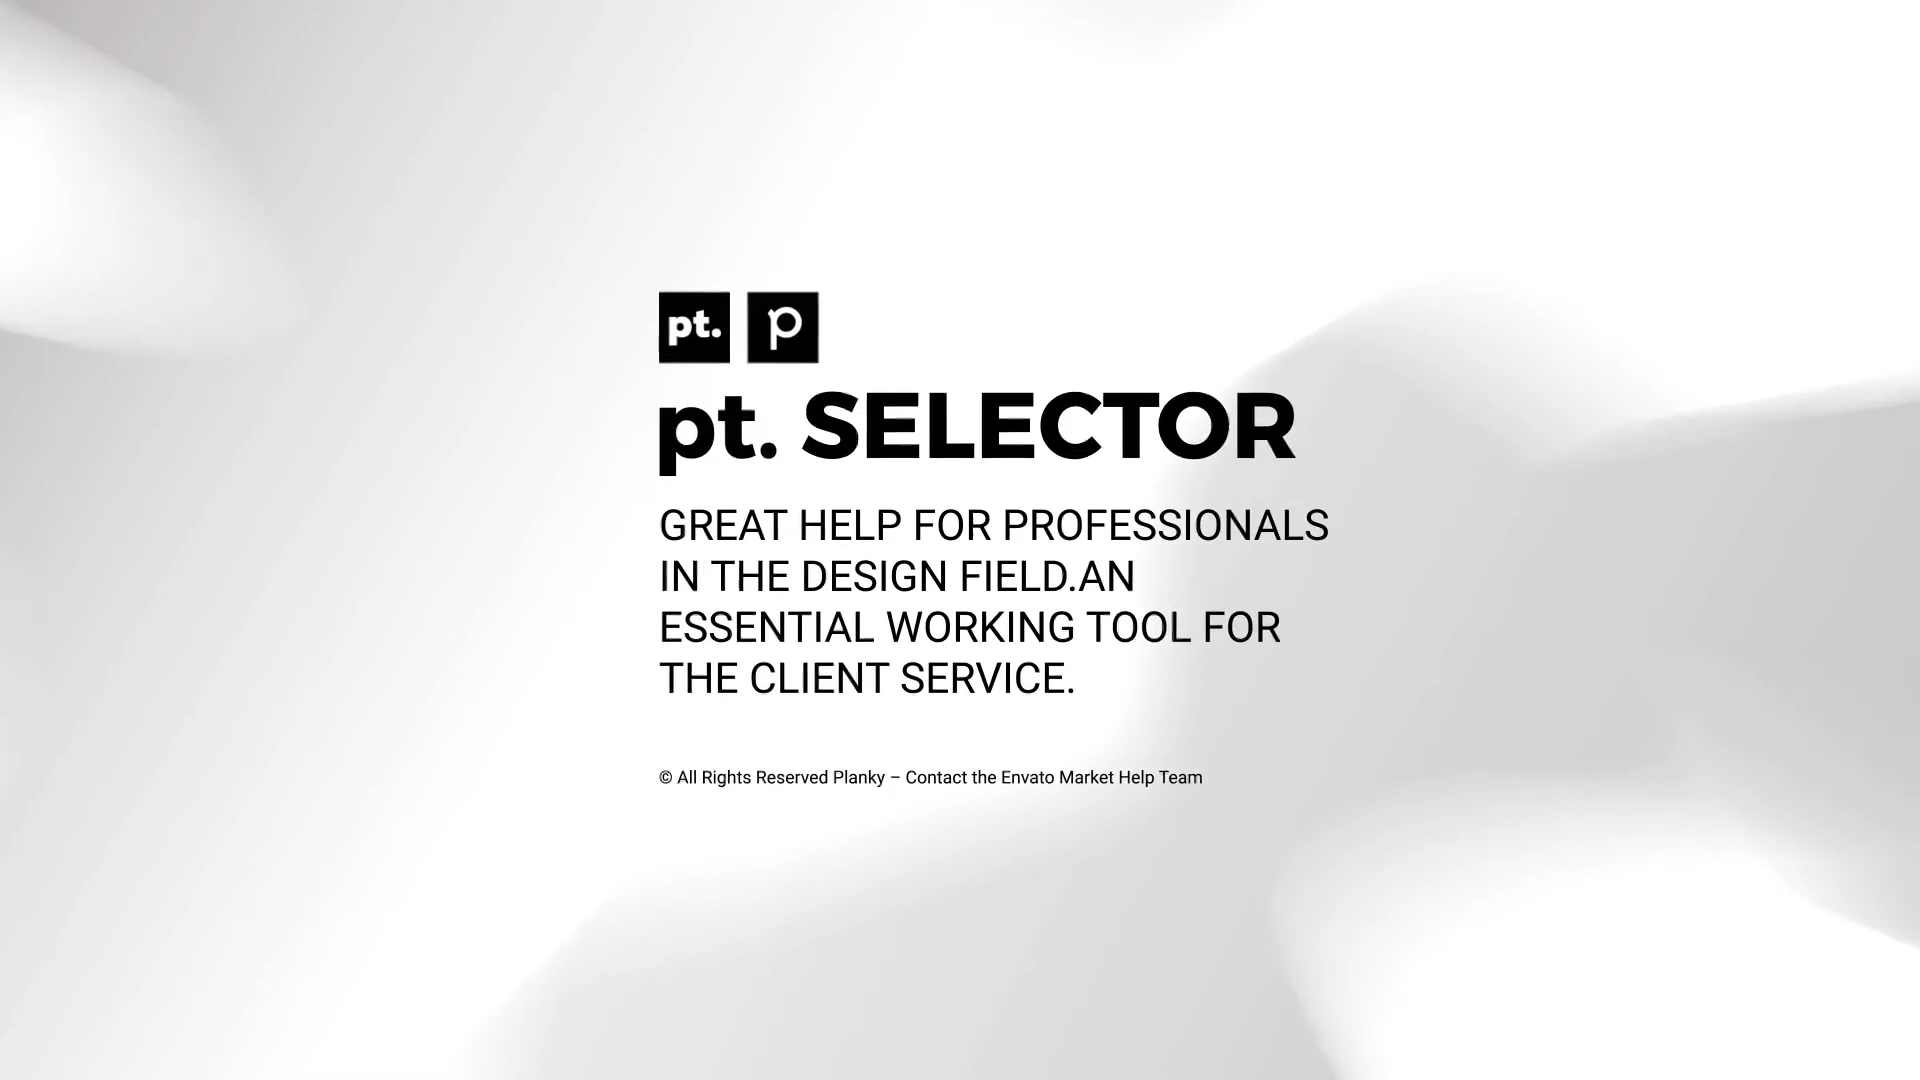 pt. p
pt. SELECTOR
GREAT HELP FOR PROFESSIONALS
IN THE DESIGN FIELD.AN
ESSENTIAL WORKING TOOL FOR
THE CLIENT SERVICE.
© All Rights Reserved Planky – Contact the Envato Market Help Team